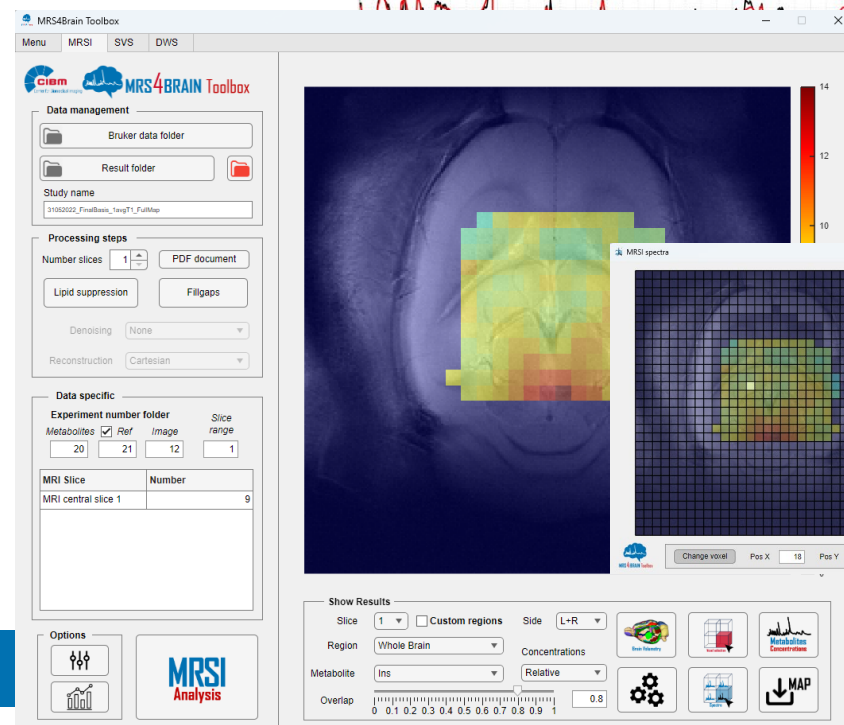 MRS4Brain Toolbox
Menu MRSI SVS DWS
CIBM MRS4BRAIN Toolbox
Data management
Bruker data folder
Result folder
Study name
31052022_FinalBasis_1avgT1_FullMap
Processing steps
Number slices 1 PDF document
Lipid suppression Fillgaps
Denoising None
Reconstruction Cartesian
Data specific
Experiment number folder Slice
Metabolites Ref Image range
20 21 12 1
MRI Slice Number
MRI central slice 1 9
Options
MRSI
Analysis
14
12
10
MRSI spectra
MRS4BRAIN Toolbox
Change voxel Pos X 18 Pos Y
Show Results
Slice 1 Custom regions Side L+R
Region Whole Brain Concentrations
Metabolite Ins Relative
Overlap 0.8
0 0.1 0.2 0.3 0.4 0.5 0.6 0.7 0.8 0.9 1
Brain Volumetry
Metabolites
Concentrations
Spectra
MAP